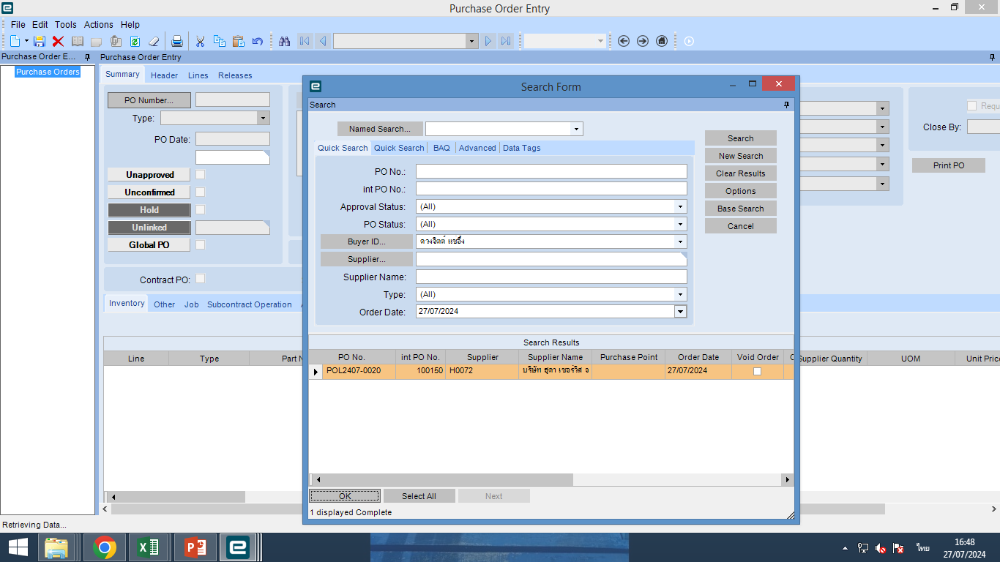 Purchase Order Entry
File Edit Tools Actions Help
Purchase Order E...
Purchase Order Entry
Purchase Orders
Summary Header Lines Releases
PO Number...
Type:
PO Date:
Unapproved
Unconfirmed
Hold
Unlinked
Global PO
Contract PO:
Inventory Other Job Subcontract Operation
Line Type Part N
Search Form
Search
Named Search...
Quick Search Quick Search BAQ Advanced Data Tags
PO No.:
int PO No.:
Approval Status: (All)
PO Status: (All)
Buyer ID... ดวงจิตต์ แซ่อึ้ง
Supplier...
Supplier Name:
Type: (All)
Order Date: 27/07/2024
Search
New Search
Clear Results
Options
Base Search
Cancel
Search Results
PO No. int PO No. Supplier Supplier Name Purchase Point Order Date Void Order
POL2407-0020 100150 H0072 บริษัท ฮุดา เซอร์วิส จ 27/07/2024
OK Select All Next
1 displayed Complete
Requ
Close By:
Print PO
Supplier Quantity UOM Unit Price
Retrieving Data...
ไทย
16:48
27/07/2024